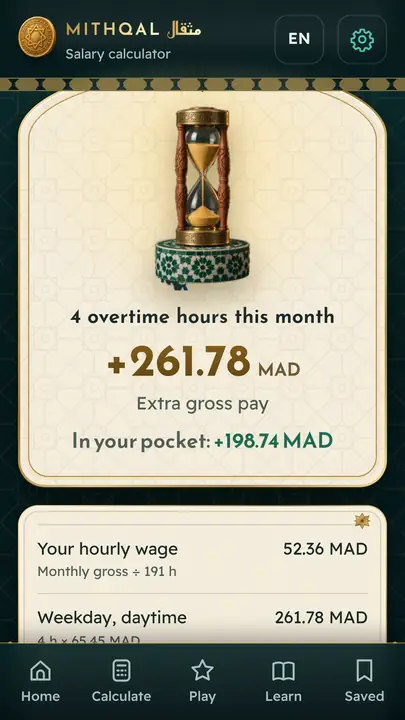 MITHQAL مثقال
Salary calculator
EN
4 overtime hours this month
+261.78 MAD
Extra gross pay
In your pocket: +198.74 MAD
Your hourly wage 52.36 MAD
Monthly gross ÷ 191 h
Weekday, daytime 261.78 MAD
4 h × 65.45 MAD
Home Calculate Play Learn Saved